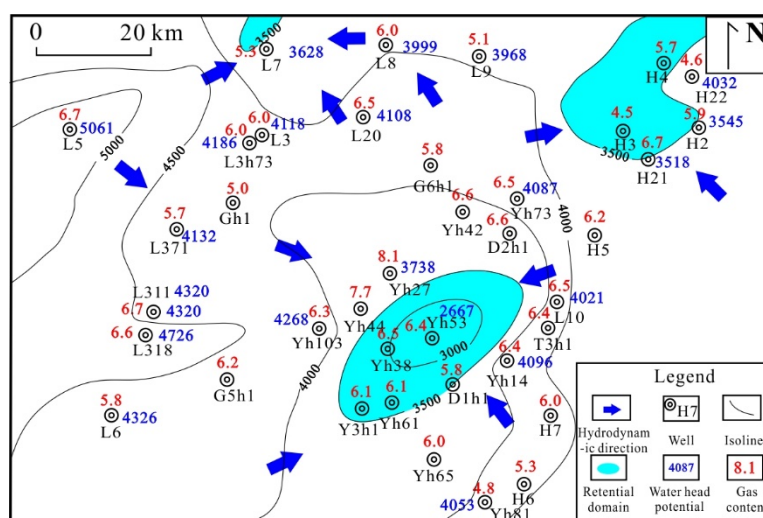 0 20 km
3500
5.3
L7
3628
6.0
L8
3999
5.1
L9
3968
5.7
H4
4.6
H22
4032
N
6.7
L5
5061
5000
4500
6.0
4186
L3h73
6.0
4118
L3
6.5
4108
L20
4.5
H3
3500
6.7
H21
3518
5.9
3545
H2
5.8
G6h1
5.0
Gh1
6.6
Yh42
6.5
4087
Yh73
4000
6.6
D2h1
6.2
H5
5.7
L371
4132
8.1
3738
Yh27
L311 4320
6.7 4320
6.6
4726
L318
7.7
Yh44
4268
6.3
Yh103
2667
6.4
Yh53
6.5
Yh38
3000
6.5
4021
L10
6.4
T3h1
6.4
4096
Yh14
6.2
G5h1
4000
5.8
D1h1
3500
6.1
Y3h1
6.1
Yh61
5.8
4326
L6
6.0
H7
6.0
Yh65
5.3
H6
4.8
4053
Yh81
Legend
H7
Hydrodynam
-ic direction
Well
Isoline
4087
8.1
Retential
domain
Water head
potential
Gas
content